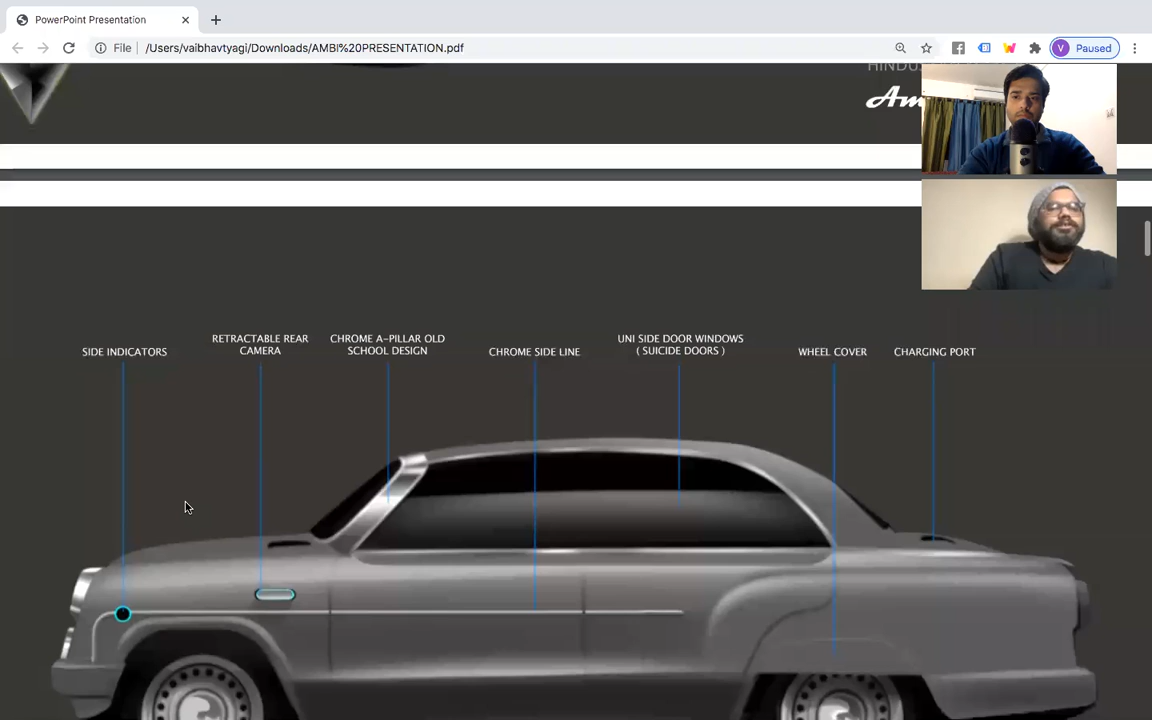 PowerPoint Presentation
File
/Users/vaibhavtyagi/Downloads/AMBI%20PRESENTATION.pdf
V
Paused
SIDE INDICATORS
RETRACTABLE REAR
CAMERA
CHROME A-PILLAR OLD
SCHOOL DESIGN
CHROME SIDE LINE
UNI SIDE DOOR WINDOWS
( SUICIDE DOORS )
WHEEL COVER
CHARGING PORT